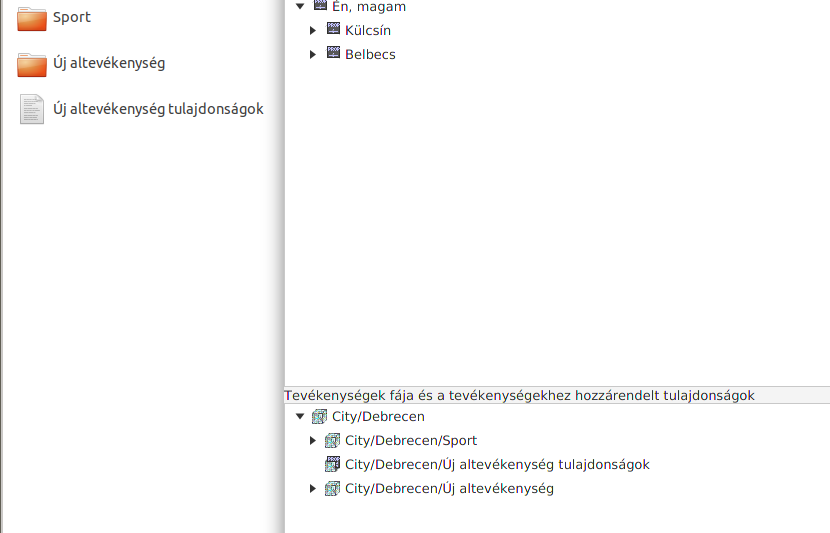 Sport
Új altevékenység
Új altevékenység tulajdonságok
Én, magam
Külcsín
Belbecs
Tevékenységek fája és a tevékenységekhez hozzárendelt tulajdonságok
City/Debrecen
City/Debrecen/Sport
City/Debrecen/Új altevékenység tulajdonságok
City/Debrecen/Új altevékenység